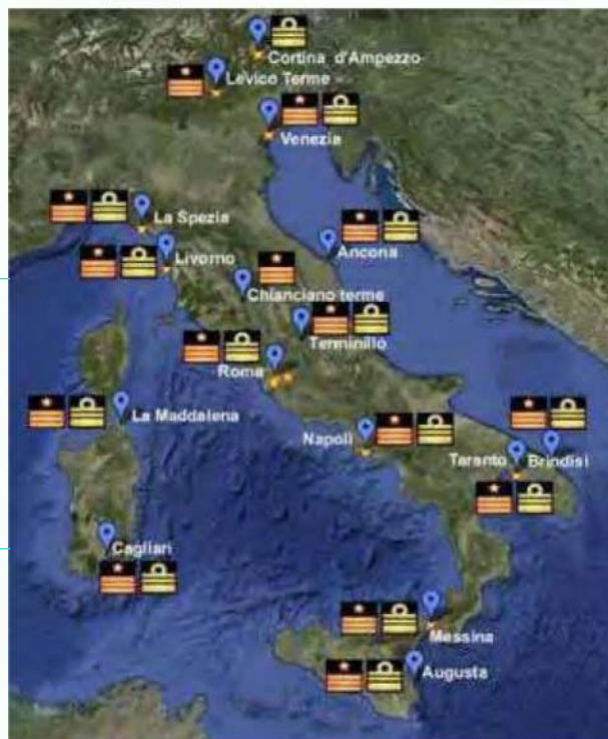 Cortina d'Ampezzo
Levico Terme
Venezia
La Spezia
Livorno
Ancona
Chianciano terme
Terminillo
Roma
La Maddalena
Napoli
Taranto Brindisi
Cagliari
Messina
Augusta